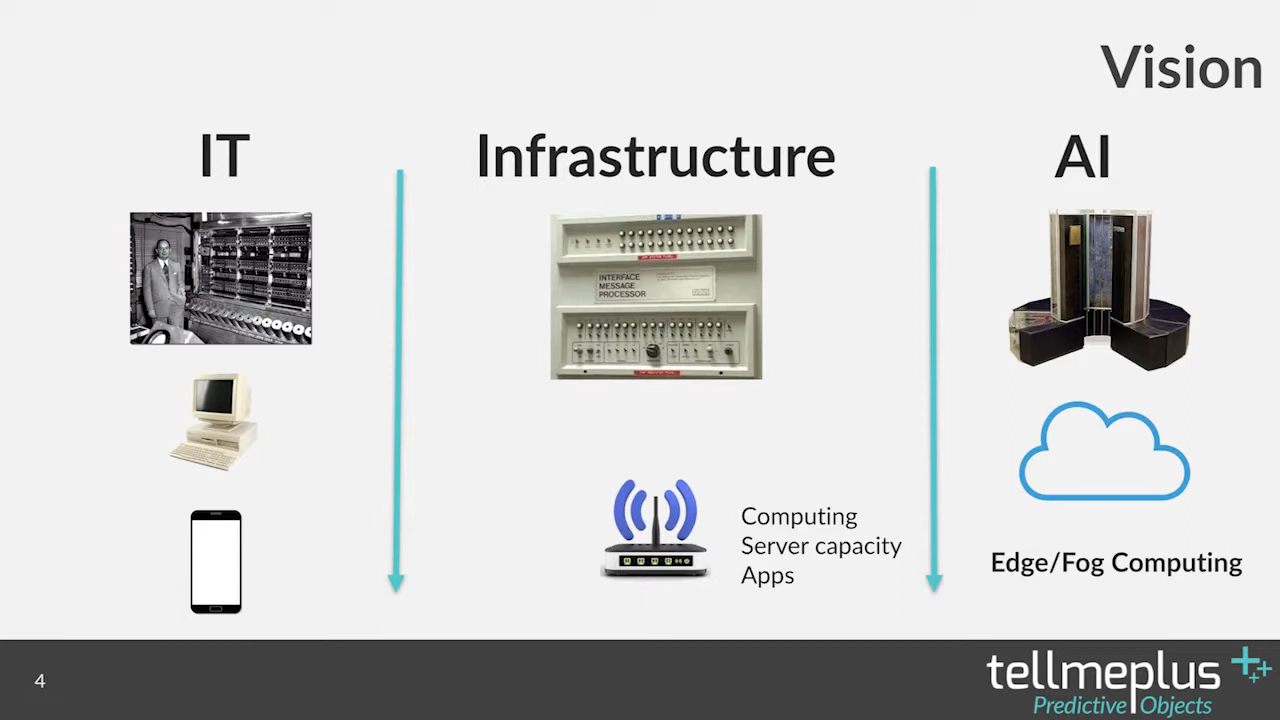 Vision
IT
Infrastructure
AI
INTERFACE
MESSAGE
PROCESSOR
Computing
Server capacity
Apps
Edge/Fog Computing
4
tellmeplus
Predictive Objects